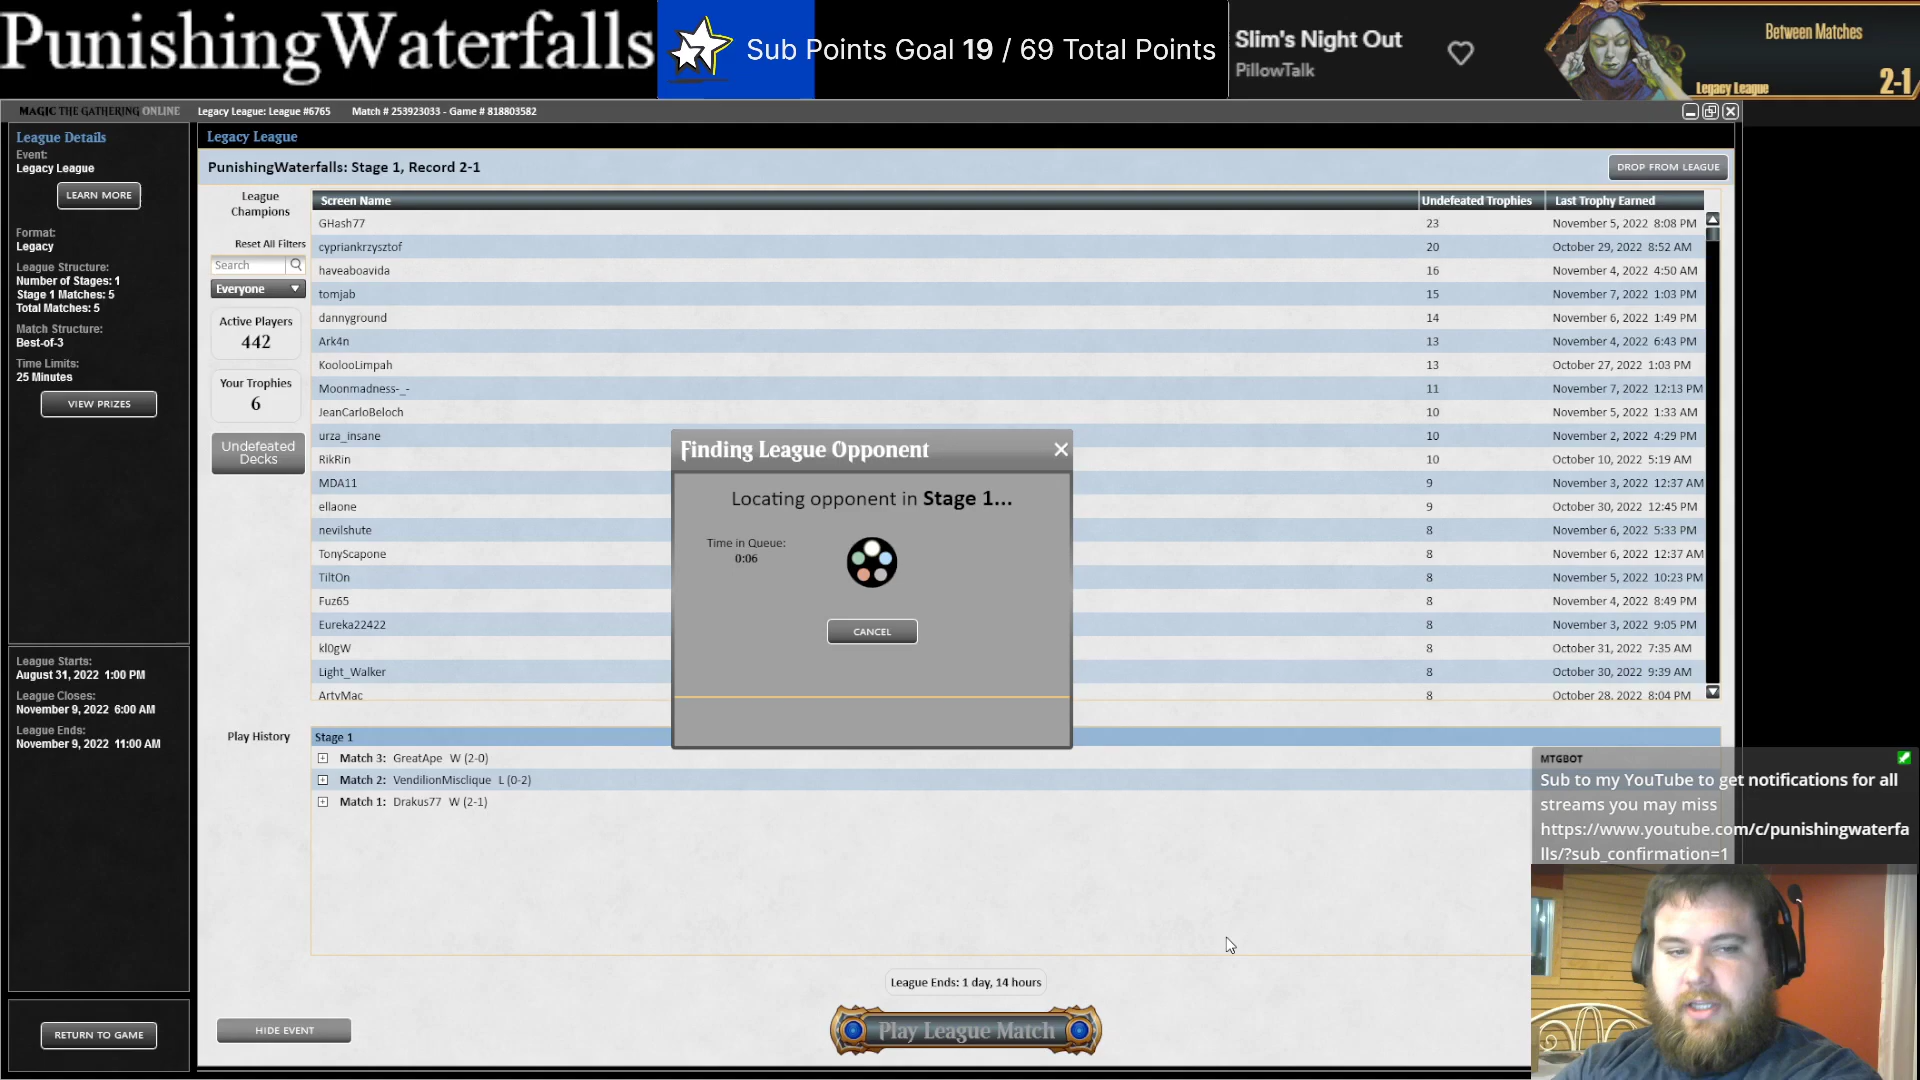 PunishingWaterfalls
Sub Points Goal 19 / 69 Total Points
Slim's Night Out
PillowTalk
Between Matches
Legacy League
2-1
MAGIC THE GATHERING ONLINE
Legacy League: League #6765
Match # 253923033 - Game # 818803582
League Details
Event:
Legacy League
LEARN MORE
Format:
Legacy
League Structure:
Number of Stages: 1
Stage 1 Matches: 5
Total Matches: 5
Match Structure:
Best-of-3
Time Limits:
25 Minutes
VIEW PRIZES
League Starts:
August 31, 2022 1:00 PM
League Closes:
November 9, 2022 6:00 AM
League Ends:
November 9, 2022 11:00 AM
RETURN TO GAME
Legacy League
PunishingWaterfalls: Stage 1, Record 2-1
DROP FROM LEAGUE
League
Champions
Reset All Filters
Search
Everyone
Active Players
442
Your Trophies
6
Undefeated
Decks
Screen Name Undefeated Trophies Last Trophy Earned
GHash77 23 November 5, 2022 8:08 PM
cypriankrzysztof 20 October 29, 2022 8:52 AM
haveaboavida 16 November 4, 2022 4:50 AM
tomjab 15 November 7, 2022 1:03 PM
dannyground 14 November 6, 2022 1:49 PM
Ark4n 13 November 4, 2022 6:43 PM
KoolooLimpah 13 October 27, 2022 1:03 PM
Moonmadness-_- 11 November 7, 2022 12:13 PM
JeanCarloBeloch 10 November 5, 2022 1:33 AM
urza_insane 10 November 2, 2022 4:29 PM
RikRin 10 October 10, 2022 5:19 AM
MDA11 9 November 3, 2022 12:37 AM
ellaone 9 October 30, 2022 12:45 PM
nevilshute 8 November 6, 2022 5:33 PM
TonyScapone 8 November 6, 2022 12:37 AM
TiltOn 8 November 5, 2022 10:23 PM
Fuz65 8 November 4, 2022 8:49 PM
Eureka22422 8 November 3, 2022 9:05 PM
kl0gW 8 October 31, 2022 7:35 AM
Light_Walker 8 October 30, 2022 9:39 AM
ArtyMac 8 October 28, 2022 8:04 PM
Finding League Opponent
Locating opponent in Stage 1...
Time in Queue:
0:06
CANCEL
Play History
Stage 1
Match 3: GreatApe W (2-0)
Match 2: VendilionMisclique L (0-2)
Match 1: Drakus77 W (2-1)
League Ends: 1 day, 14 hours
HIDE EVENT
Play League Match
MTGBOT
Sub to my YouTube to get notifications for all
streams you may miss
https://www.youtube.com/c/punishingwaterfa
lls/?sub_confirmation=1